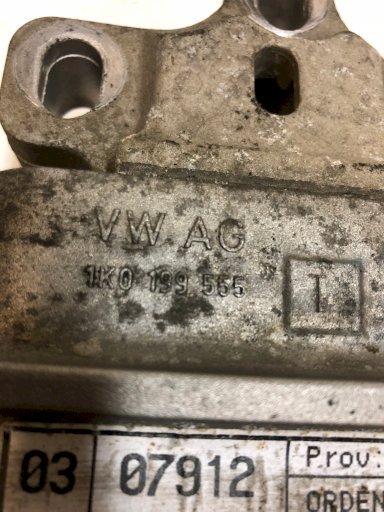 VW AG
1K0 199 555
T
03 07912 Prov:
ORDEN